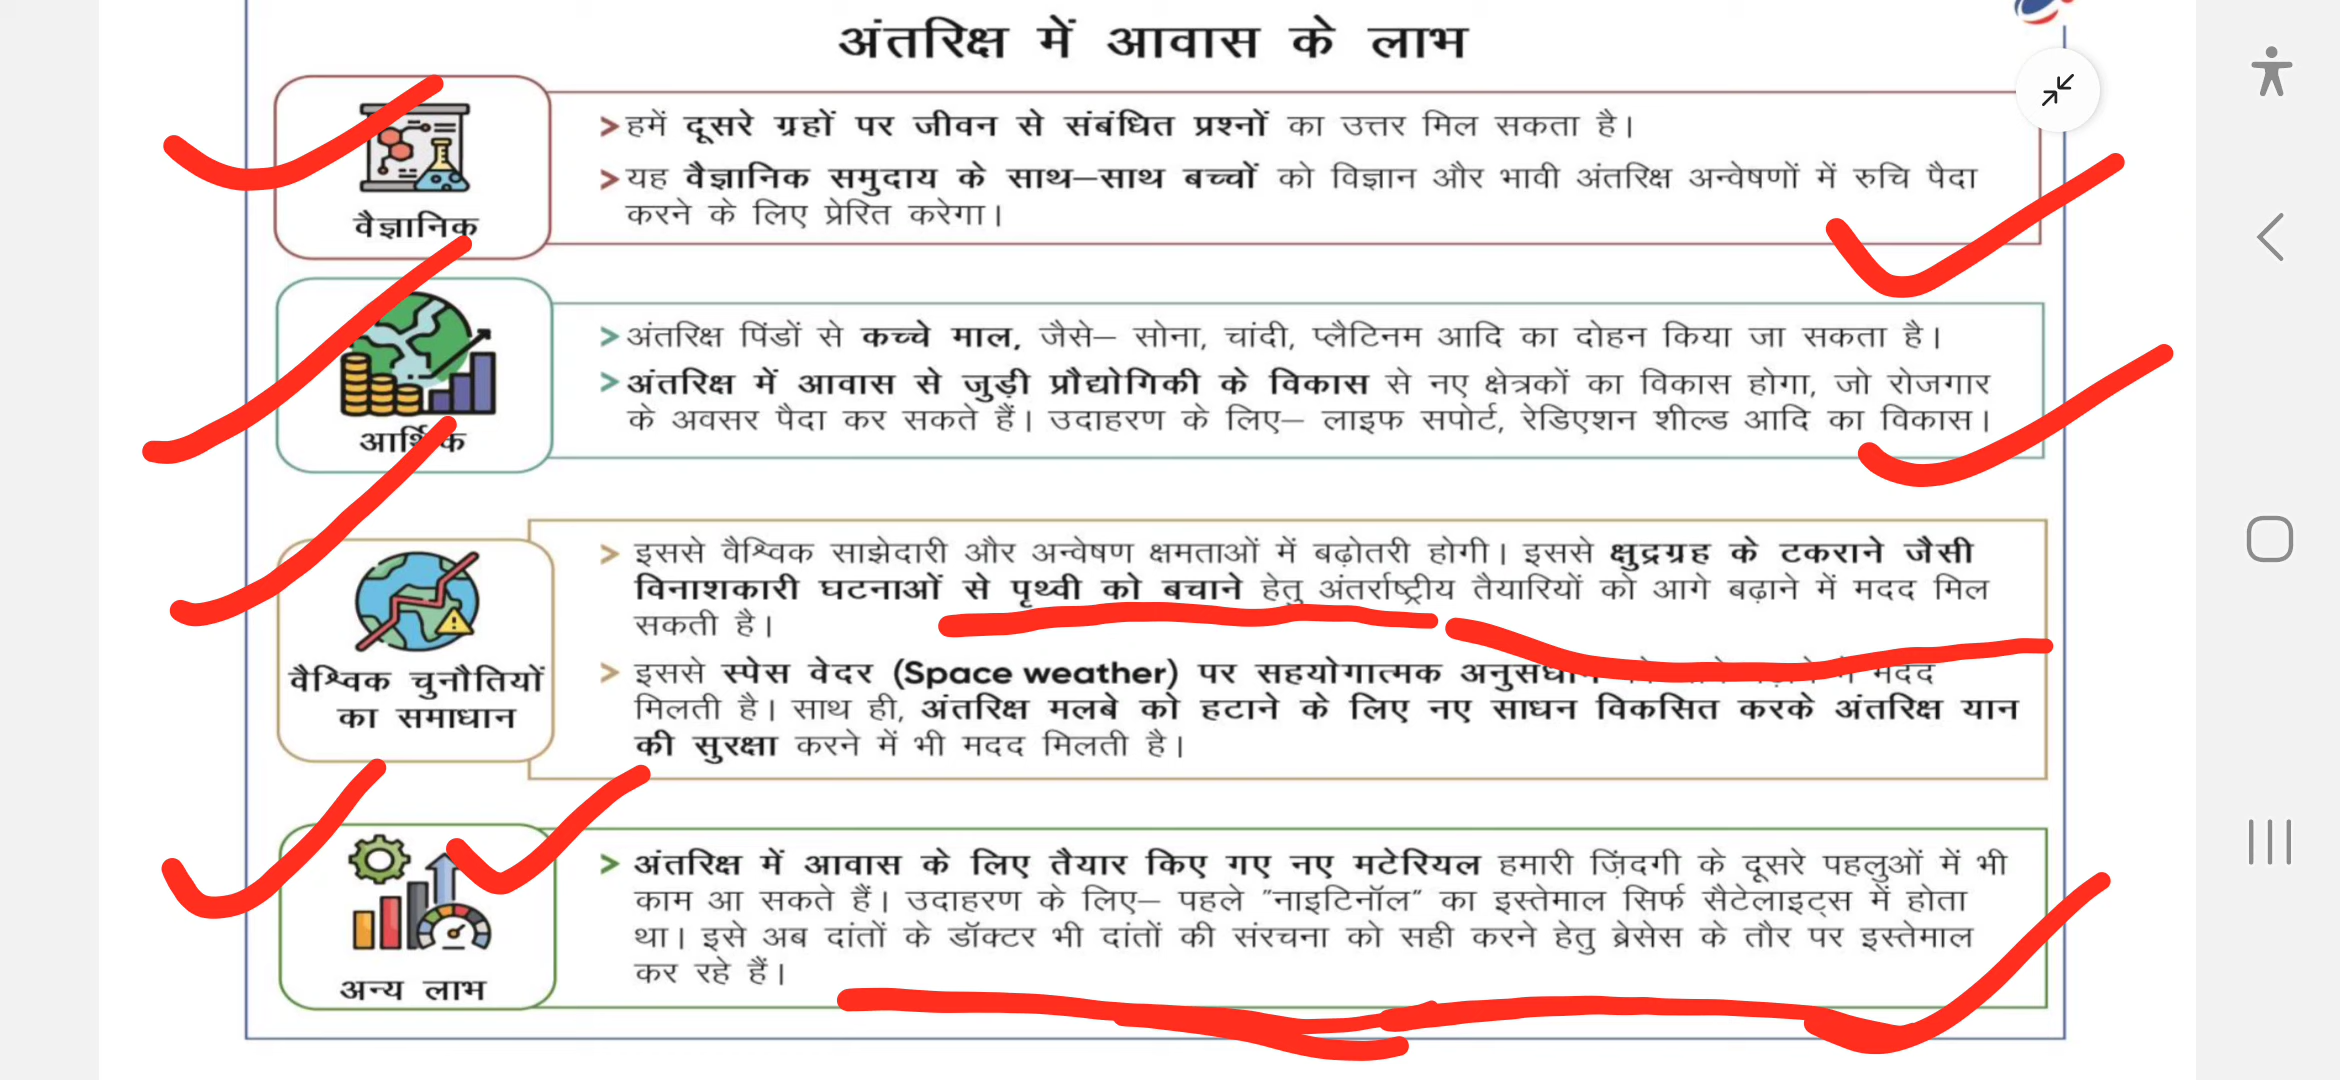 अंतरिक्ष में आवास के लाभ
वैज्ञानिक
>हमें दूसरे ग्रहों पर जीवन से संबंधित प्रश्नों का उत्तर मिल सकता है।
>यह वैज्ञानिक समुदाय के साथ–साथ बच्चों को विज्ञान और भावी अंतरिक्ष अन्वेषणों में रुचि पैदा
करने के लिए प्रेरित करेगा।
आर्थिक
>अंतरिक्ष पिंडों से कच्चे माल, जैसे– सोना, चांदी, प्लैटिनम आदि का दोहन किया जा सकता है।
>अंतरिक्ष में आवास से जुड़ी प्रौद्योगिकी के विकास से नए क्षेत्रकों का विकास होगा, जो रोजगार
के अवसर पैदा कर सकते हैं। उदाहरण के लिए– लाइफ सपोर्ट, रेडिएशन शील्ड आदि का विकास।
वैश्विक चुनौतियों
का समाधान
> इससे वैश्विक साझेदारी और अन्वेषण क्षमताओं में बढ़ोतरी होगी। इससे क्षुद्रग्रह के टकराने जैसी
विनाशकारी घटनाओं से पृथ्वी को बचाने हेतु अंतर्राष्ट्रीय तैयारियों को आगे बढ़ाने में मदद मिल
सकती है।
> इससे स्पेस वेदर (Space weather) पर सहयोगात्मक अनुसंधान मदद
मिलती है। साथ ही, अंतरिक्ष मलबे को हटाने के लिए नए साधन विकसित करके अंतरिक्ष यान
की सुरक्षा करने में भी मदद मिलती है।
अन्य लाभ
> अंतरिक्ष में आवास के लिए तैयार किए गए नए मटेरियल हमारी ज़िंदगी के दूसरे पहलुओं में भी
काम आ सकते हैं। उदाहरण के लिए– पहले "नाइटिनॉल" का इस्तेमाल सिर्फ सैटेलाइट्स में होता
था। इसे अब दांतों के डॉक्टर भी दांतों की संरचना को सही करने हेतु ब्रेसेस के तौर पर इस्तेमाल
कर रहे हैं।